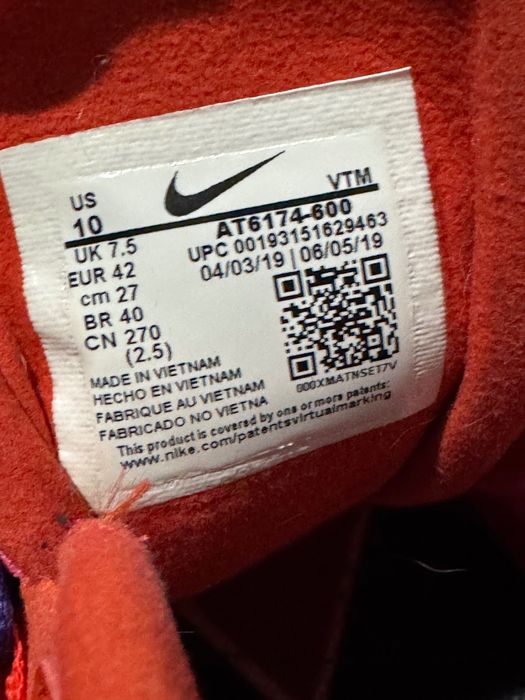 US
10
VTM
AT6174-600
UK 7.5
UPC 00193151629463
EUR 42
04/03/19 | 06/05/19
cm 27
BR 40
CN 270
(2.5)
000XMATNSET7V
MADE IN VIETNAM
HECHO EN VIETNAM
FABRIQUE AU VIETNAM
FABRICADO NO VIETNA
This product is covered by one or more patents:
www.nike.com/patentsvirtualmarking